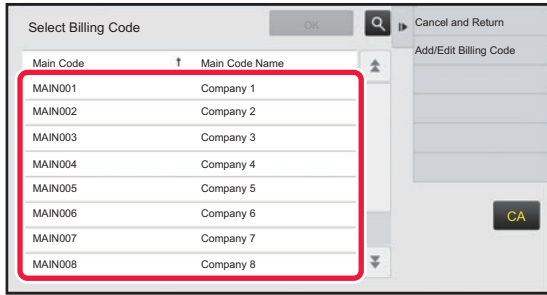 Select Billing Code
OK
Cancel and Return
Add/Edit Billing Code
Main Code ↑ Main Code Name
MAIN001 Company 1
MAIN002 Company 2
MAIN003 Company 3
MAIN004 Company 4
MAIN005 Company 5
MAIN006 Company 6
MAIN007 Company 7
MAIN008 Company 8
CA